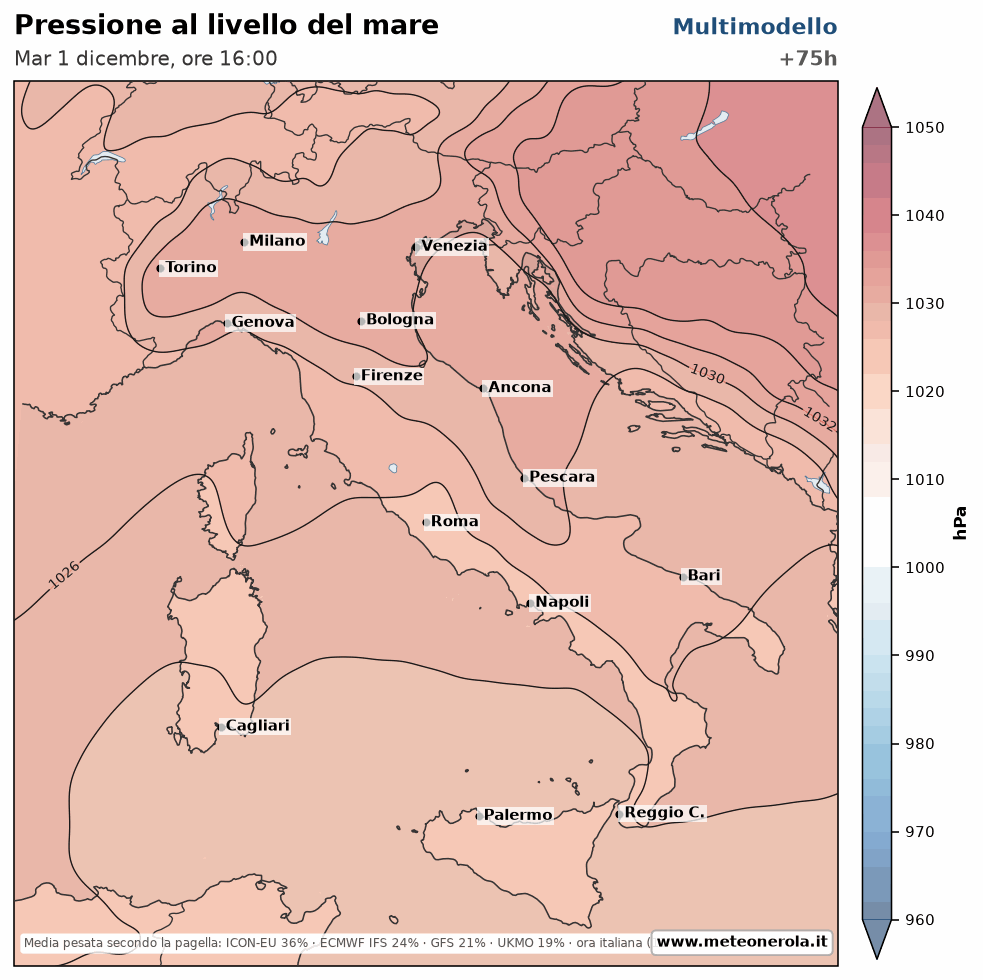 Pressione al livello del mare
Multimodello
Mar 1 dicembre, ore 16:00
+75h
1050
1040
1030
1020
1010
1000
990
980
970
960
hPa
Milano
Venezia
Torino
Genova
Bologna
Firenze
Ancona
1030
1032
Pescara
Roma
1026
Bari
Napoli
Cagliari
Palermo
Reggio C.
Media pesata secondo la pagella: ICON-EU 36% · ECMWF IFS 24% · GFS 21% · UKMO 19% · ora italiana (
www.meteonerola.it